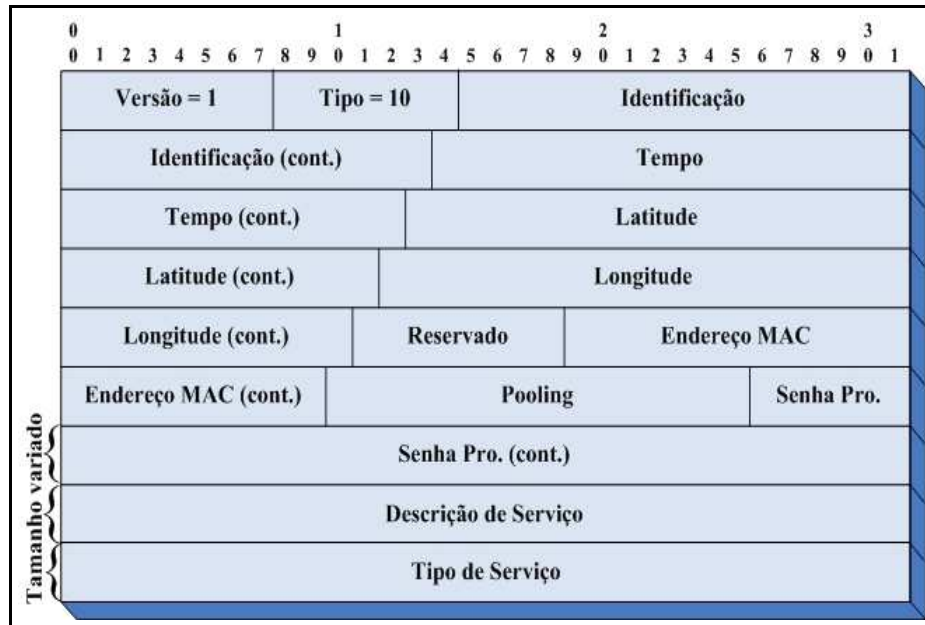 0 1 2 3
0 1 2 3 4 5 6 7 8 9 0 1 2 3 4 5 6 7 8 9 0 1 2 3 4 5 6 7 8 9 0 1
Versão = 1 Tipo = 10 Identificação
Identificação (cont.) Tempo
Tempo (cont.) Latitude
Latitude (cont.) Longitude
Longitude (cont.) Reservado Endereço MAC
Endereço MAC (cont.) Pooling Senha Pro.
Senha Pro. (cont.)
Descrição de Serviço
Tipo de Serviço
Tamanho variado